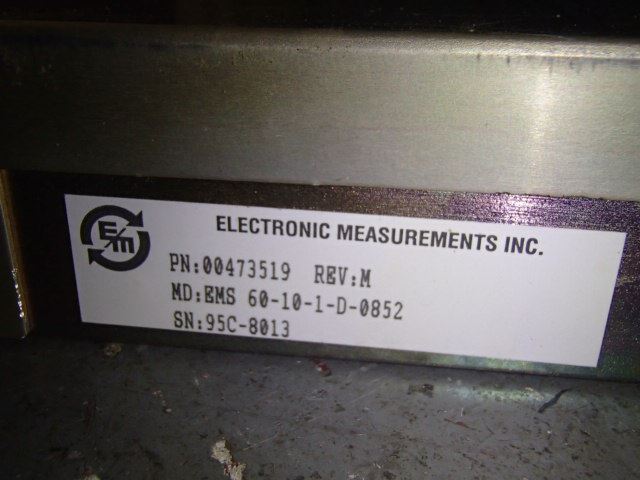 E/M
ELECTRONIC MEASUREMENTS INC.
PN:00473519 REV:M
MD:EMS 60-10-1-D-0852
SN:95C-8013